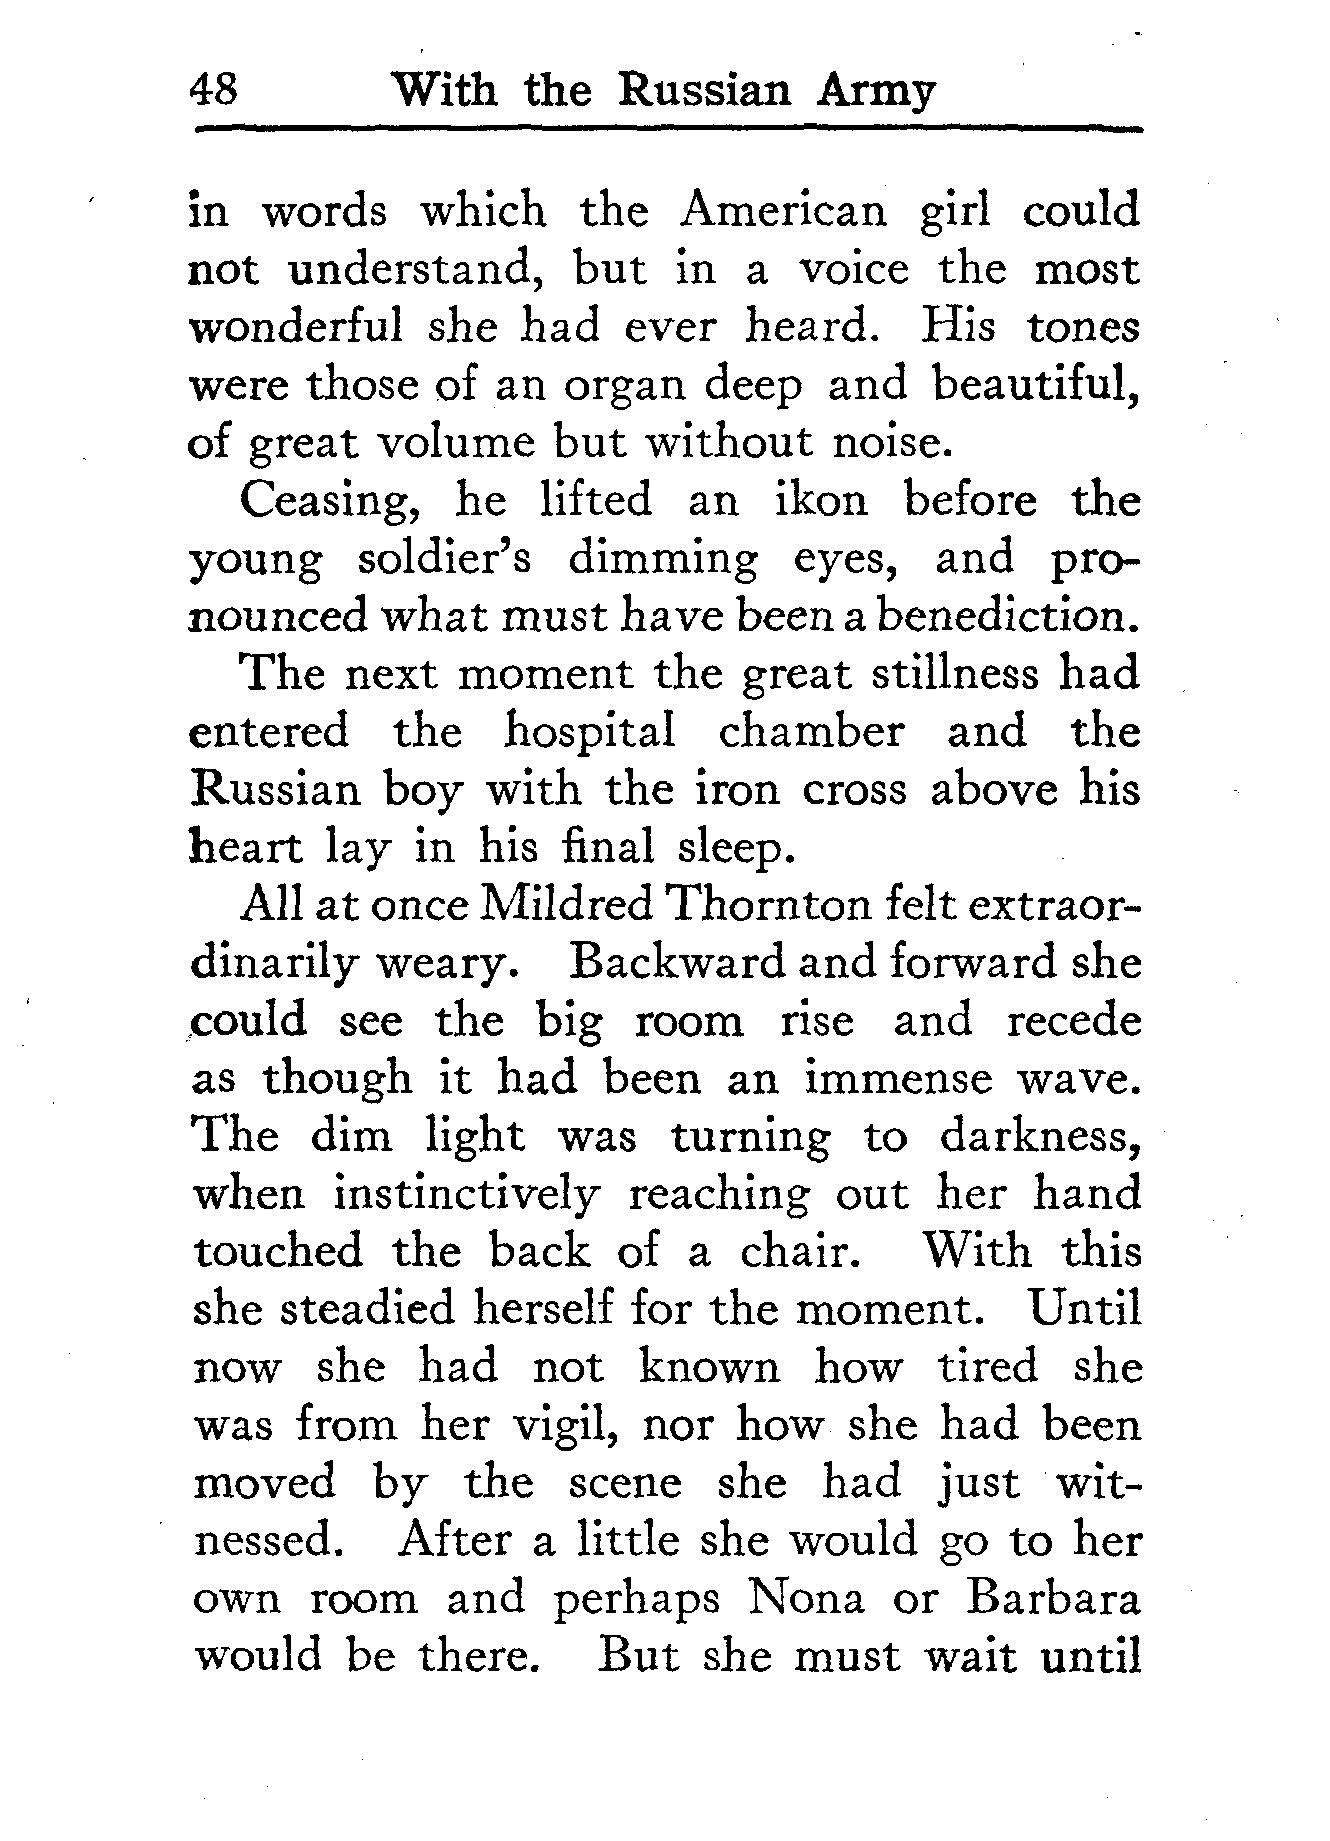 48 With the Russian Army
in words which the American girl could
not understand, but in a voice the most
wonderful she had ever heard. His tones
were those of an organ deep and beautiful,
of great volume but without noise.
Ceasing, he lifted an ikon before the
young soldier's dimming eyes, and pro-
nounced what must have been a benediction.
The next moment the great stillness had
entered the hospital chamber and the
Russian boy with the iron cross above his
heart lay in his final sleep.
All at once Mildred Thornton felt extraor-
dinarily weary. Backward and forward she
could see the big room rise and recede
as though it had been an immense wave.
The dim light was turning to darkness,
when instinctively reaching out her hand
touched the back of a chair. With this
she steadied herself for the moment. Until
now she had not known how tired she
was from her vigil, nor how she had been
moved by the scene she had just wit-
nessed. After a little she would go to her
own room and perhaps Nona or Barbara
would be there. But she must wait until